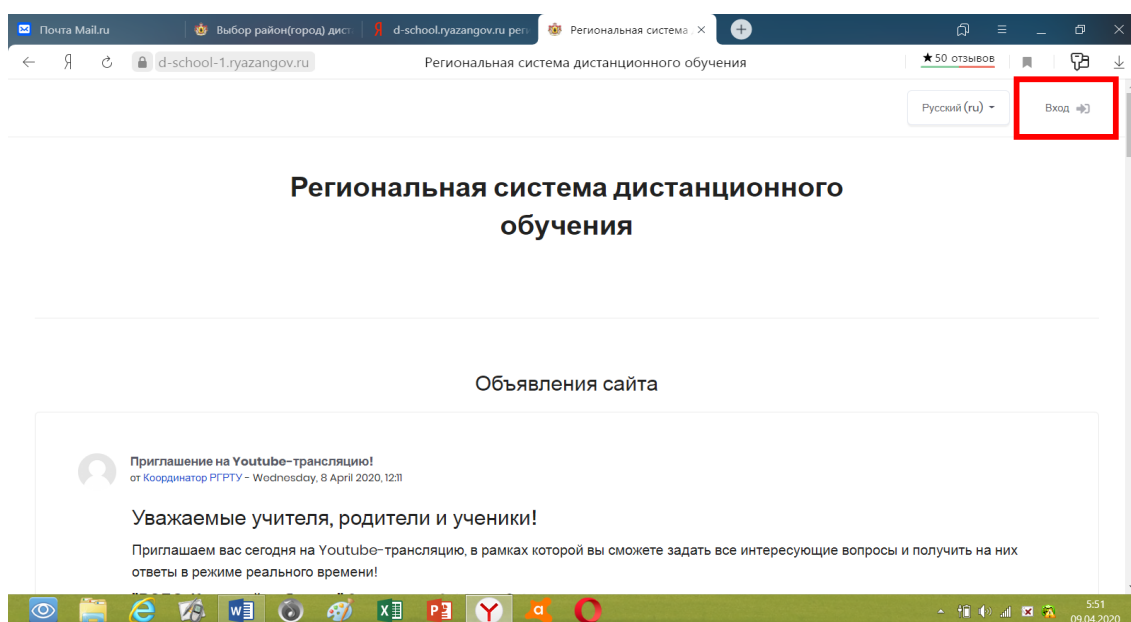 Почта Mail.ru
Выбор район(город) дист
d-school.ryazangov.ru реги
Региональная система
d-school-1.ryazangov.ru
Региональная система дистанционного обучения
★50 отзывов
Русский (ru)
Вход
Региональная система дистанционного
обучения
Объявления сайта
Приглашение на Youtube-трансляцию!
от Координатор РГРТУ - Wednesday, 8 April 2020, 12:11
Уважаемые учителя, родители и ученики!
Приглашаем вас сегодня на Youtube-трансляцию, в рамках которой вы сможете задать все интересующие вопросы и получить на них
ответы в режиме реального времени!
5:51
09.04.2020